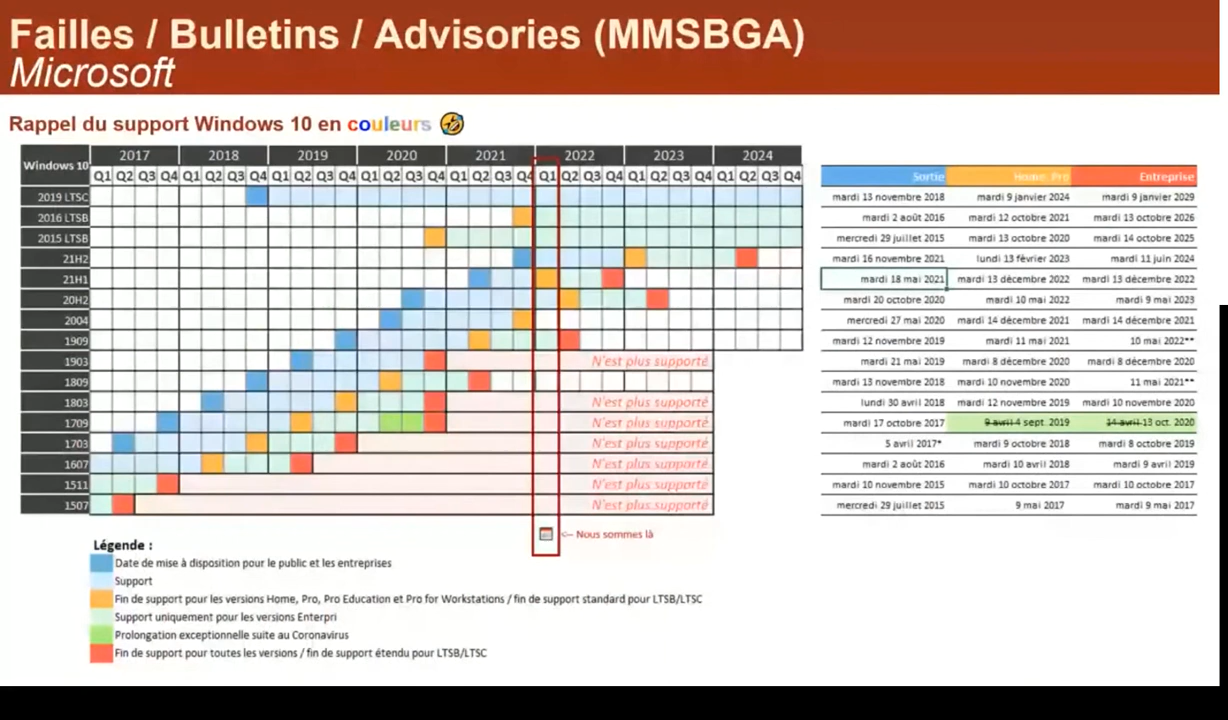 Failles / Bulletins / Advisories (MMSBGA)
Microsoft
Rappel du support Windows 10 en couleurs
Windows 10 2017 2018 2019 2020 2021 2022 2023 2024
Q1 Q2 Q3 Q4 Q1 Q2 Q3 Q4 Q1 Q2 Q3 Q4 Q1 Q2 Q3 Q4 Q1 Q2 Q3 Q4 Q1 Q2 Q3 Q4 Q1 Q2 Q3 Q4 Q1 Q2 Q3 Q4
Sortie Home, Pro Entreprise
2019 LTSC mardi 13 novembre 2018 mardi 9 janvier 2024 mardi 9 janvier 2029
2016 LTSB mardi 2 août 2016 mardi 12 octobre 2021 mardi 13 octobre 2026
2015 LTSB mercredi 29 juillet 2015 mardi 13 octobre 2020 mardi 14 octobre 2025
21H2 mardi 16 novembre 2021 lundi 13 février 2023 mardi 11 juin 2024
21H1 mardi 18 mai 2021 mardi 13 décembre 2022 mardi 13 décembre 2022
20H2 mardi 20 octobre 2020 mardi 10 mai 2022 mardi 9 mai 2023
2004 mercredi 27 mai 2020 mardi 14 décembre 2021 mardi 14 décembre 2021
1909 mardi 12 novembre 2019 mardi 11 mai 2021 10 mai 2022**
1903 N'est plus supporté mardi 21 mai 2019 mardi 8 décembre 2020 mardi 8 décembre 2020
1809 mardi 13 novembre 2018 mardi 10 novembre 2020 11 mai 2021**
1803 N'est plus supporté lundi 30 avril 2018 mardi 12 novembre 2019 mardi 10 novembre 2020
1709 N'est plus supporté mardi 17 octobre 2017 9 avril 4 sept. 2019 14 avril 13 oct. 2020
1703 N'est plus supporté 5 avril 2017* mardi 9 octobre 2018 mardi 8 octobre 2019
1607 N'est plus supporté mardi 2 août 2016 mardi 10 avril 2018 mardi 9 avril 2019
1511 N'est plus supporté mardi 10 novembre 2015 mardi 10 octobre 2017 mardi 10 octobre 2017
1507 N'est plus supporté mercredi 29 juillet 2015 9 mai 2017 mardi 9 mai 2017
<-- Nous sommes là
Légende :
Date de mise à disposition pour le public et les entreprises
Support
Fin de support pour les versions Home, Pro, Pro Education et Pro for Workstations / fin de support standard pour LTSB/LTSC
Support uniquement pour les versions Enterpri
Prolongation exceptionnelle suite au Coronavirus
Fin de support pour toutes les versions / fin de support étendu pour LTSB/LTSC